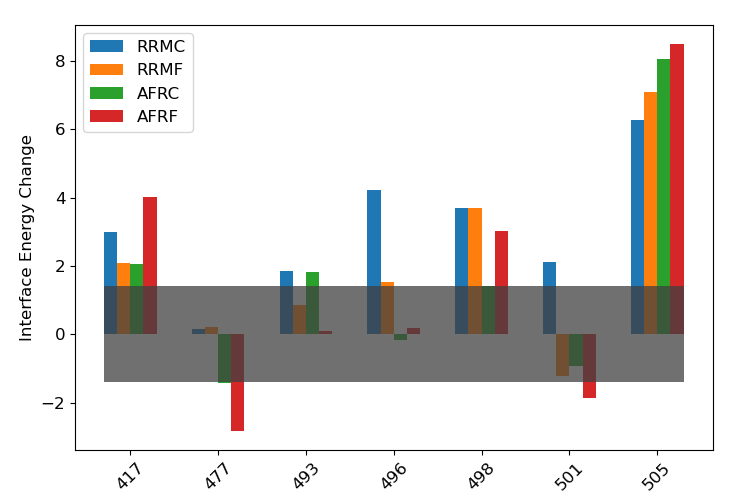 RRMC
RRMF
AFRC
AFRF
Interface Energy Change
8
6
4
2
0
−2
417
477
493
496
498
501
505